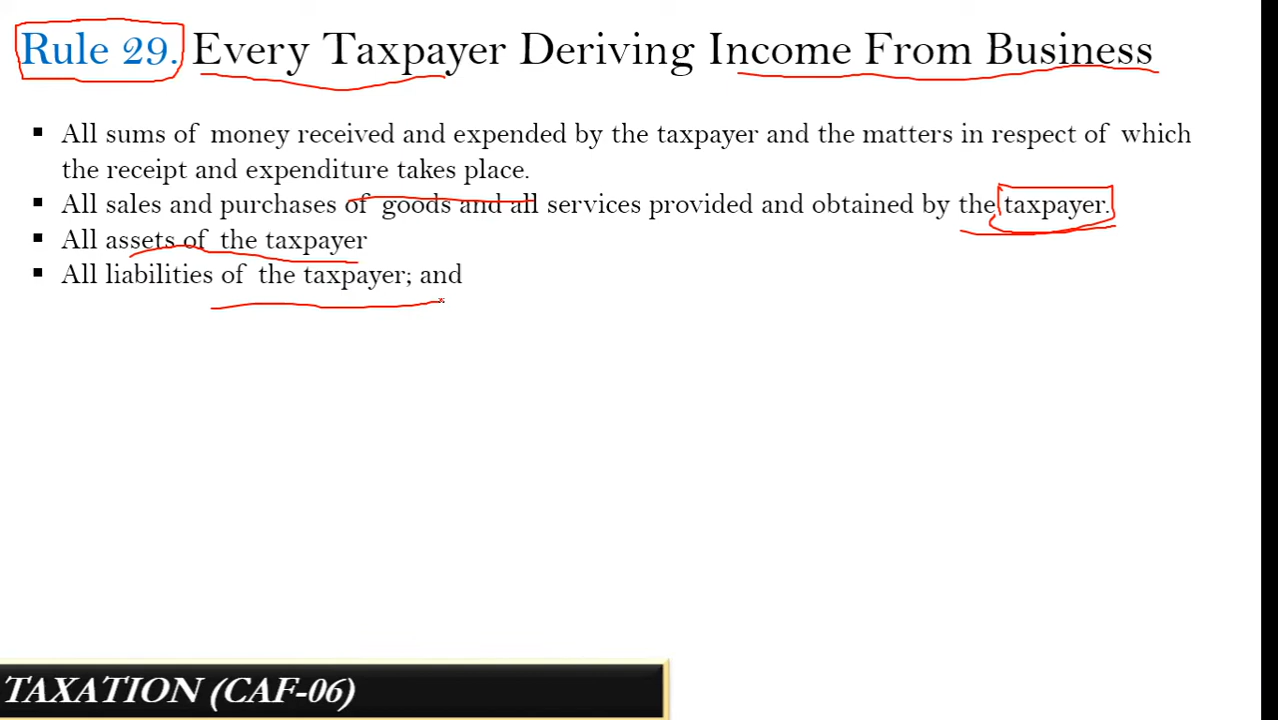 Rule 29. Every Taxpayer Deriving Income From Business
▪ All sums of money received and expended by the taxpayer and the matters in respect of which
the receipt and expenditure takes place.
▪ All sales and purchases of goods and all services provided and obtained by the taxpayer.
▪ All assets of the taxpayer
▪ All liabilities of the taxpayer; and
TAXATION (CAF-06)